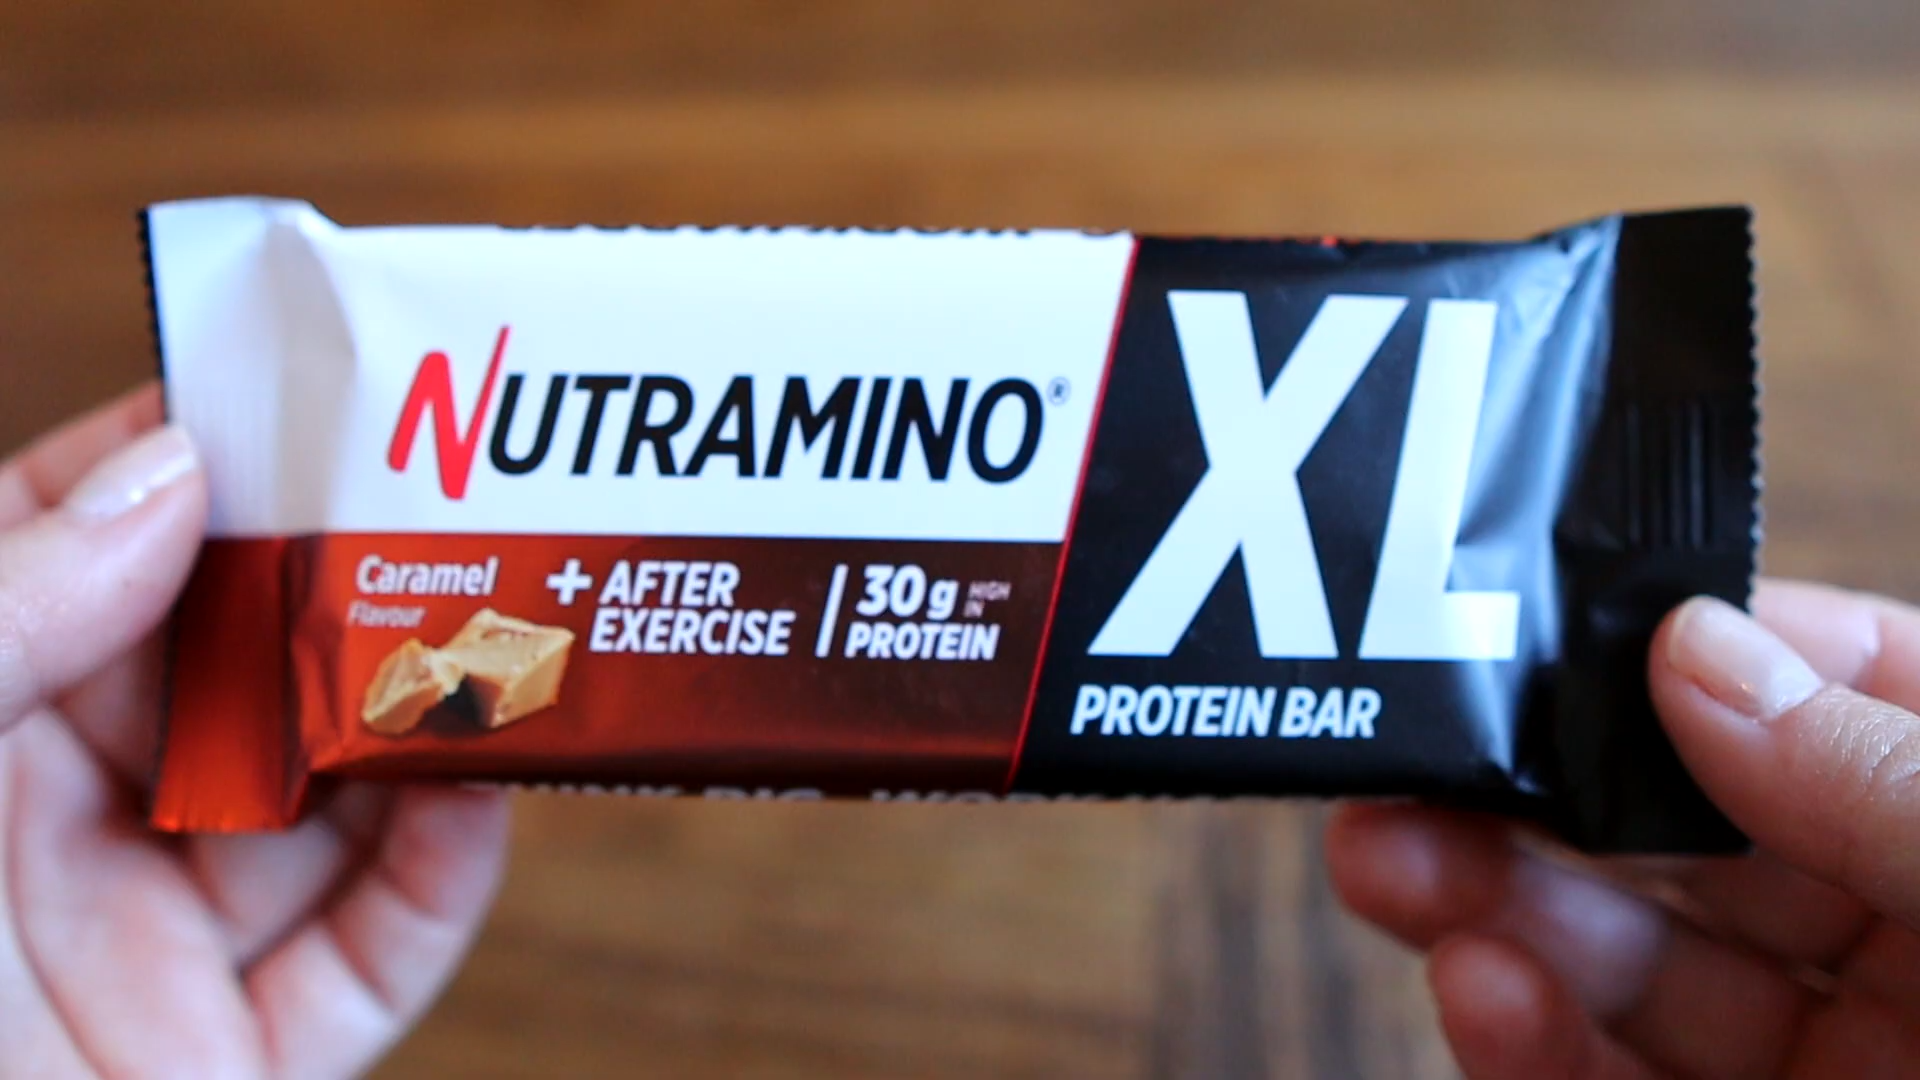 NUTRAMINO®
Caramel
Flavour
+ AFTER
EXERCISE
30g HIGH
IN
PROTEIN
XL
PROTEIN BAR